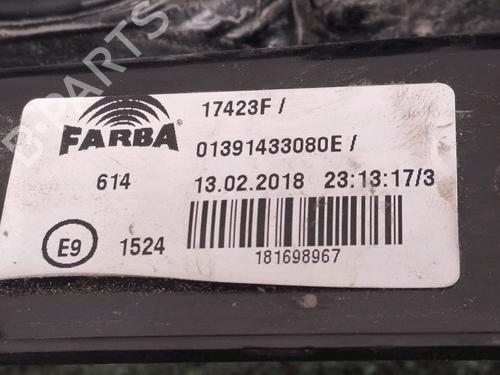 B-PARTS
FARBA
17423F /
01391433080E /
614
13.02.2018 23:13:17/3
E9
1524
181698967